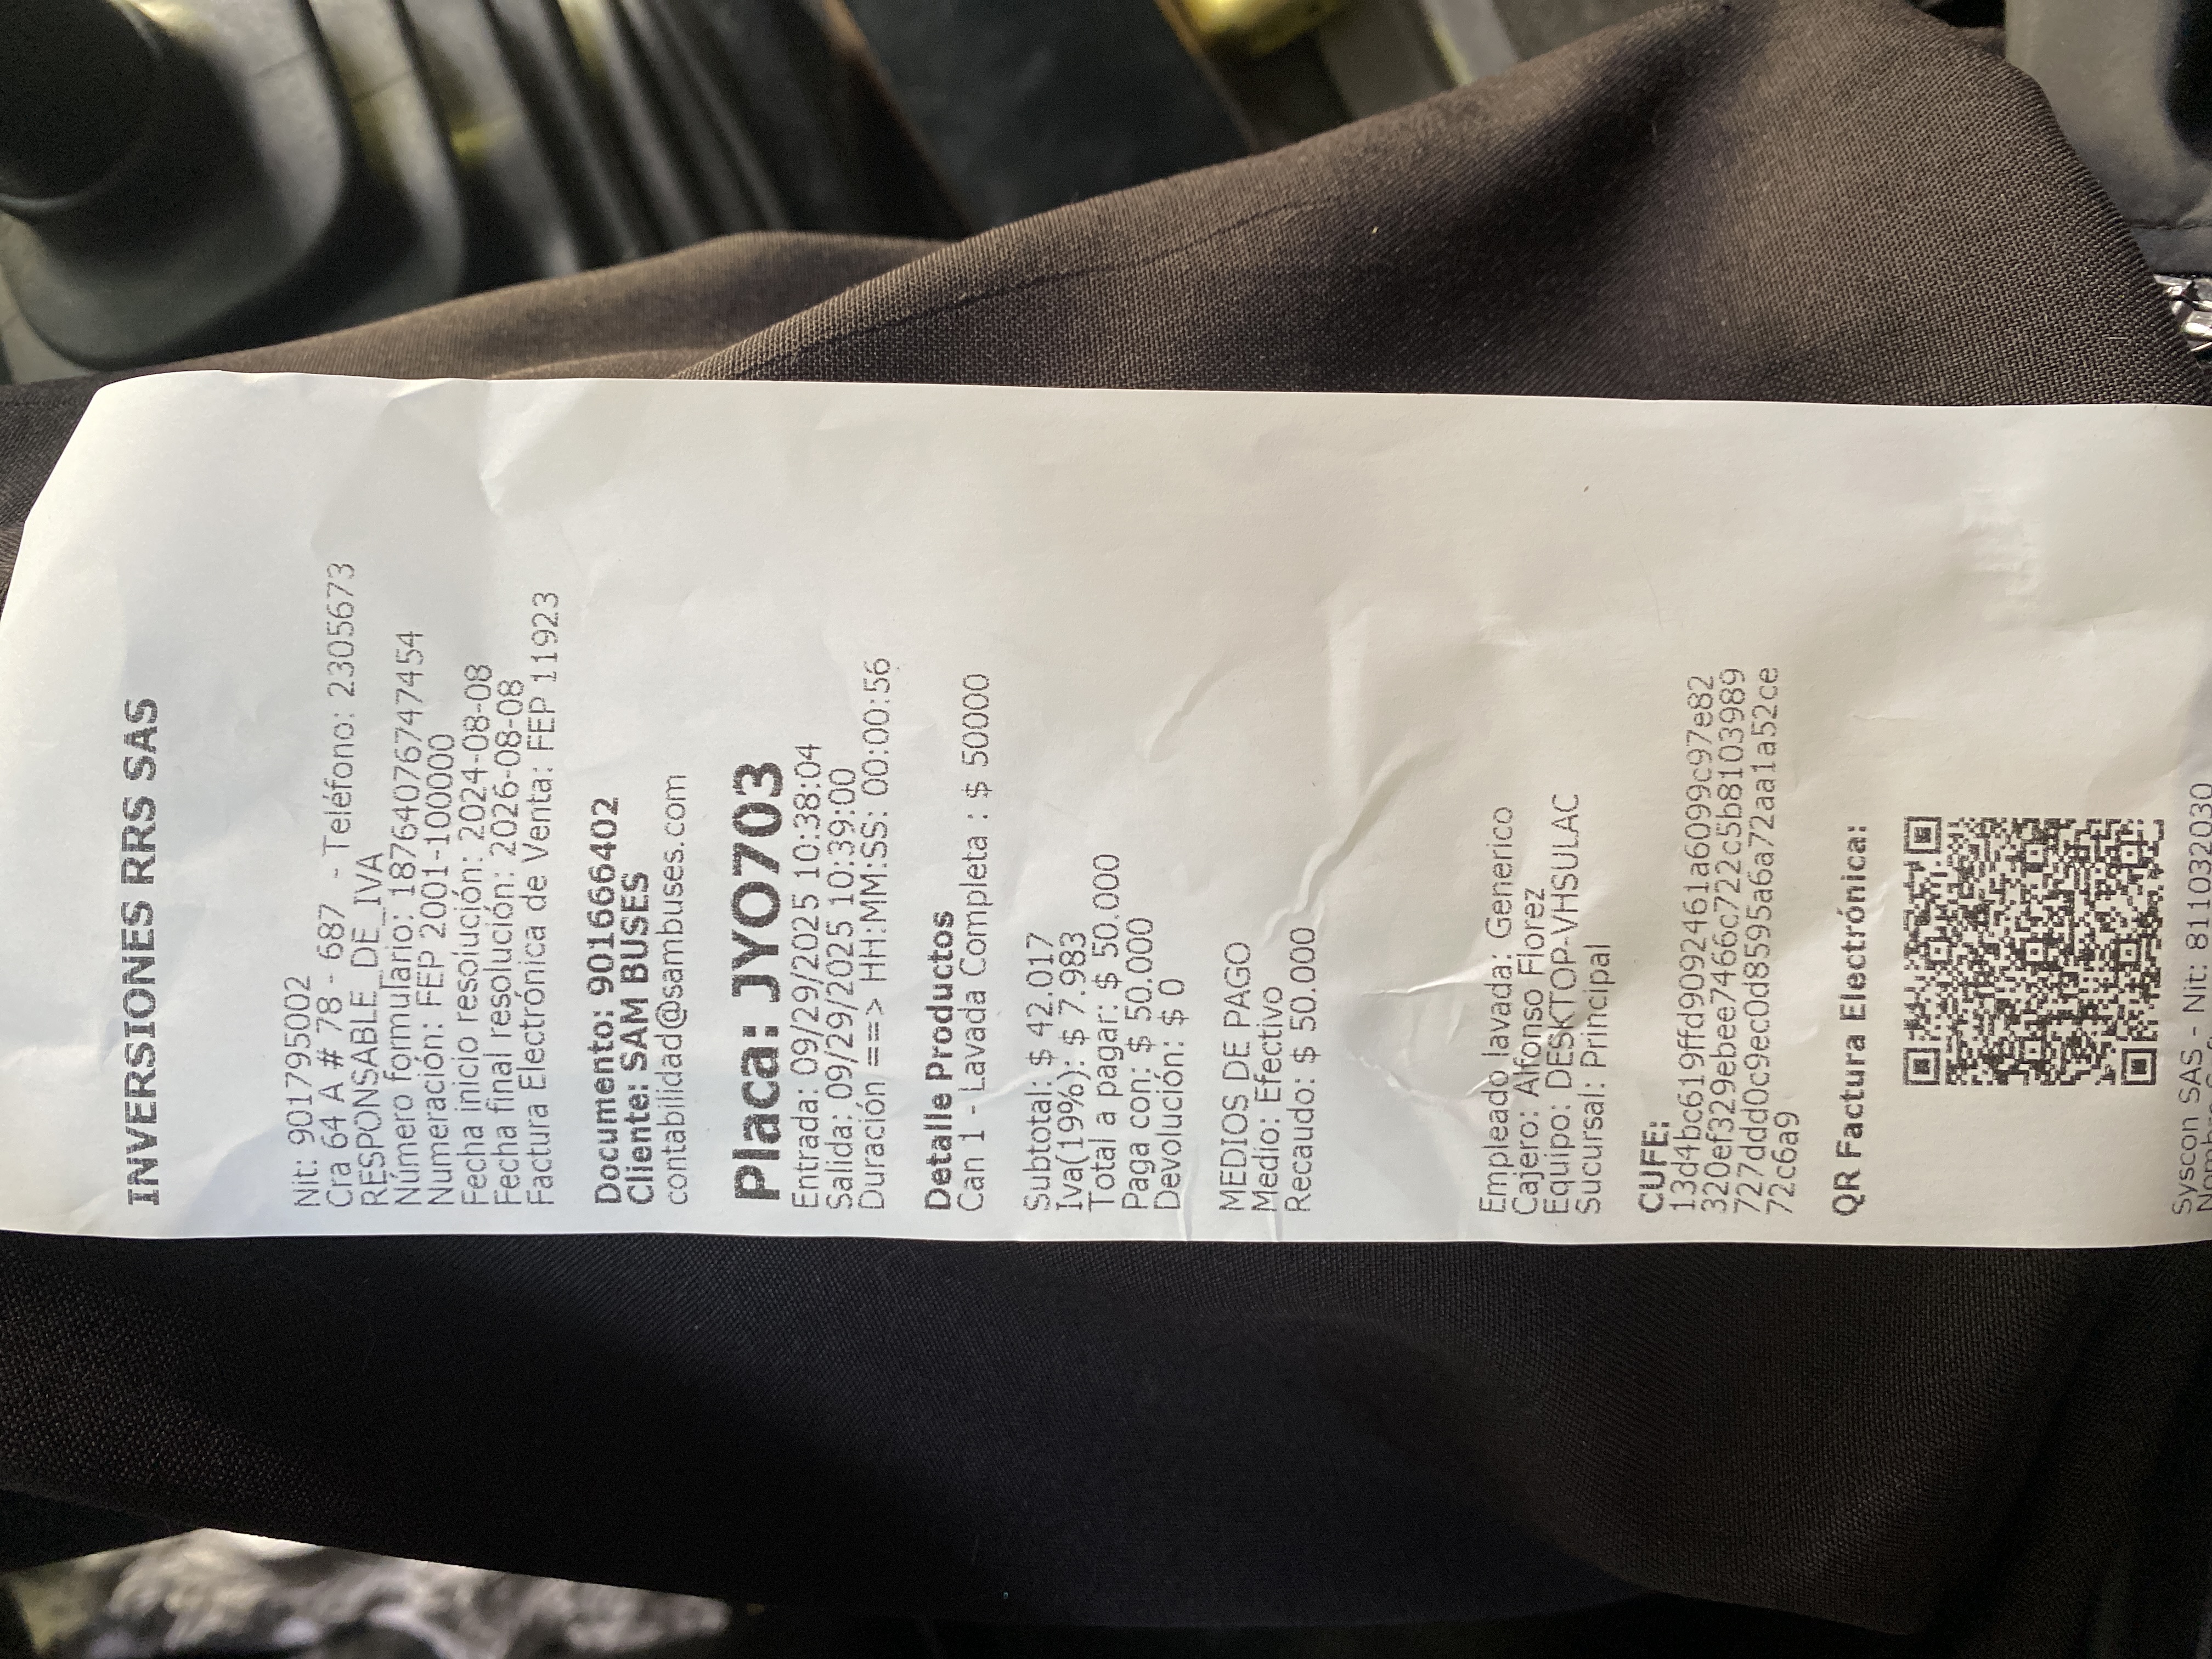 INVERSIONES RRS SAS
Nit: 901795002
Cra 64 A # 78 - 687 - Teléfono: 2305673
RESPONSABLE_DE_IVA
Número formulario: 18764076747454
Numeración: FEP 2001-100000
Fecha inicio resolución: 2024-08-08
Fecha final resolución: 2026-08-08
Factura Electrónica de Venta: FEP 11923
Documento: 901666402
Cliente: SAM BUSES
contabilidad@sambuses.com
Placa: JYO703
Entrada: 09/29/2025 10:38:04
Salida: 09/29/2025 10:39:00
Duración ==> HH:MM:SS: 00:00:56
Detalle Productos
Can 1 - Lavada Completa : $ 50000
Subtotal: $ 42.017
Iva(19%): $ 7.983
Total a pagar: $ 50.000
Paga con: $ 50.000
Devolución: $ 0
MEDIOS DE PAGO
Medio: Efectivo
Recaudo: $ 50.000
Empleado lavada: Generico
Cajero: Alfonso Florez
Equipo: DESKTOP-VHSULAC
Sucursal: Principal
CUFE:
13d4bc619ffd9092461a6099c97e82
320ef329ebee7466c722c5b8103989
727ddd0c9ec0d8595a6a72aa1a52ce
72c6a9
QR Factura Electrónica:
Syscon SAS - Nit: 811032030